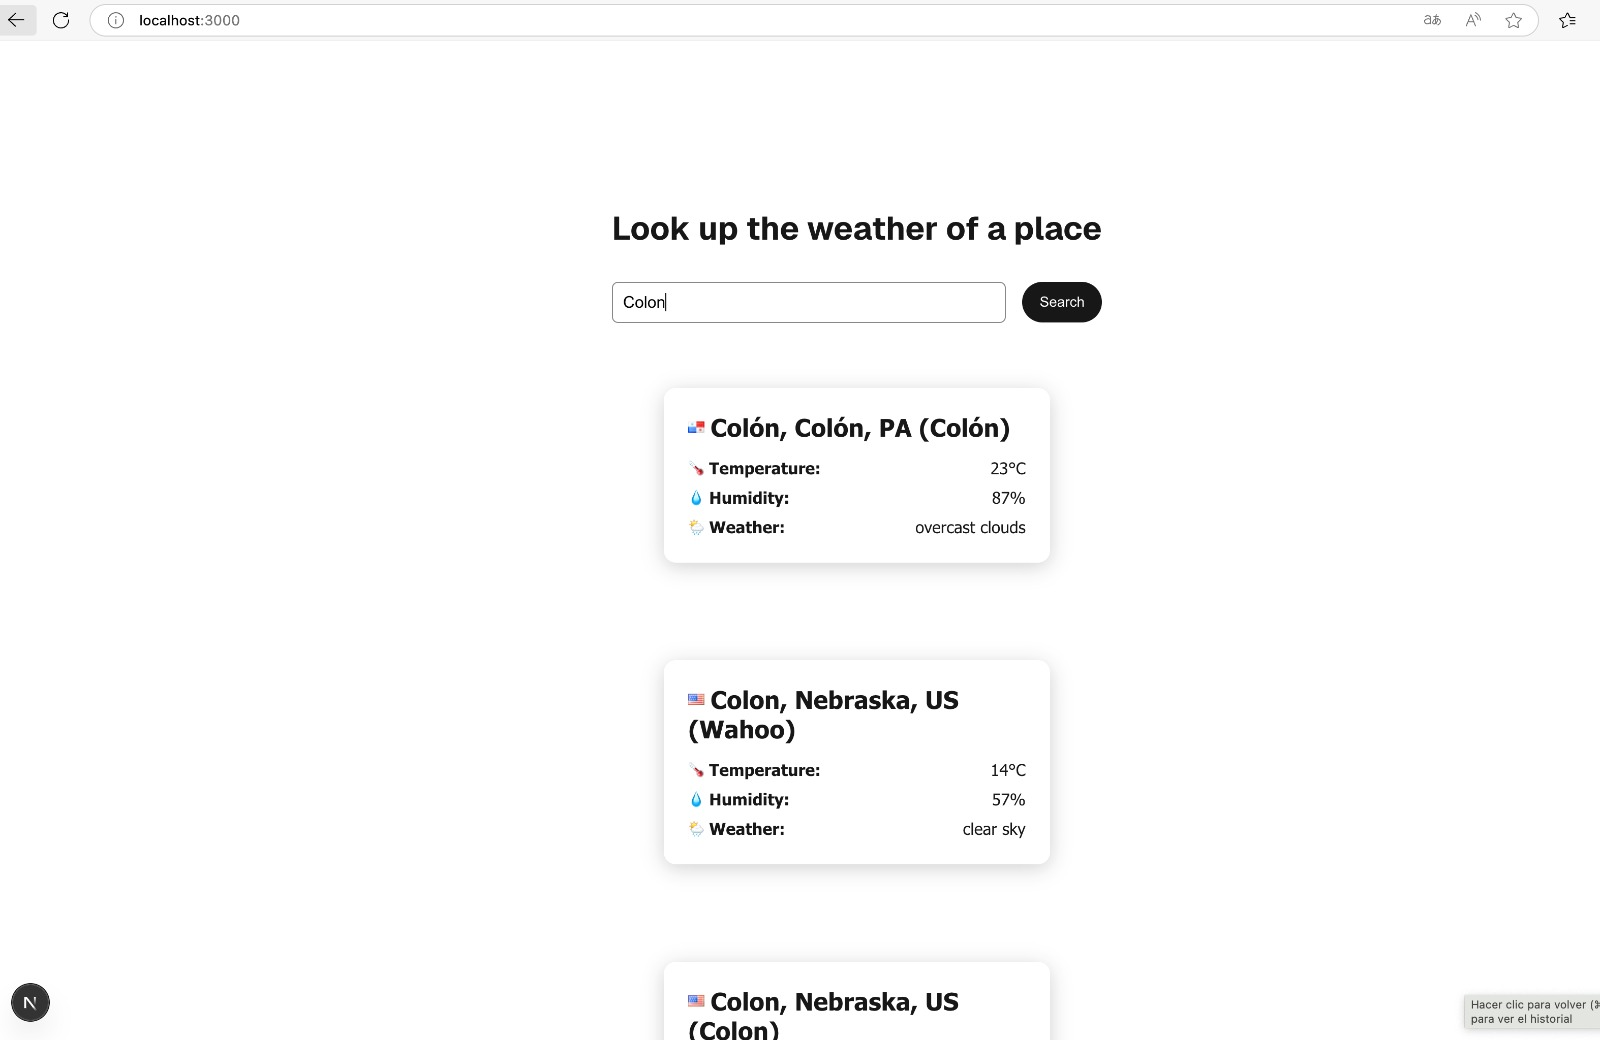 localhost:3000
Look up the weather of a place
Colon
Search
Colón, Colón, PA (Colón)
Temperature: 23°C
Humidity: 87%
Weather: overcast clouds
Colon, Nebraska, US
(Wahoo)
Temperature: 14°C
Humidity: 57%
Weather: clear sky
Colon, Nebraska, US
(Colon)
N
Hacer clic para volver (⌘
para ver el historial